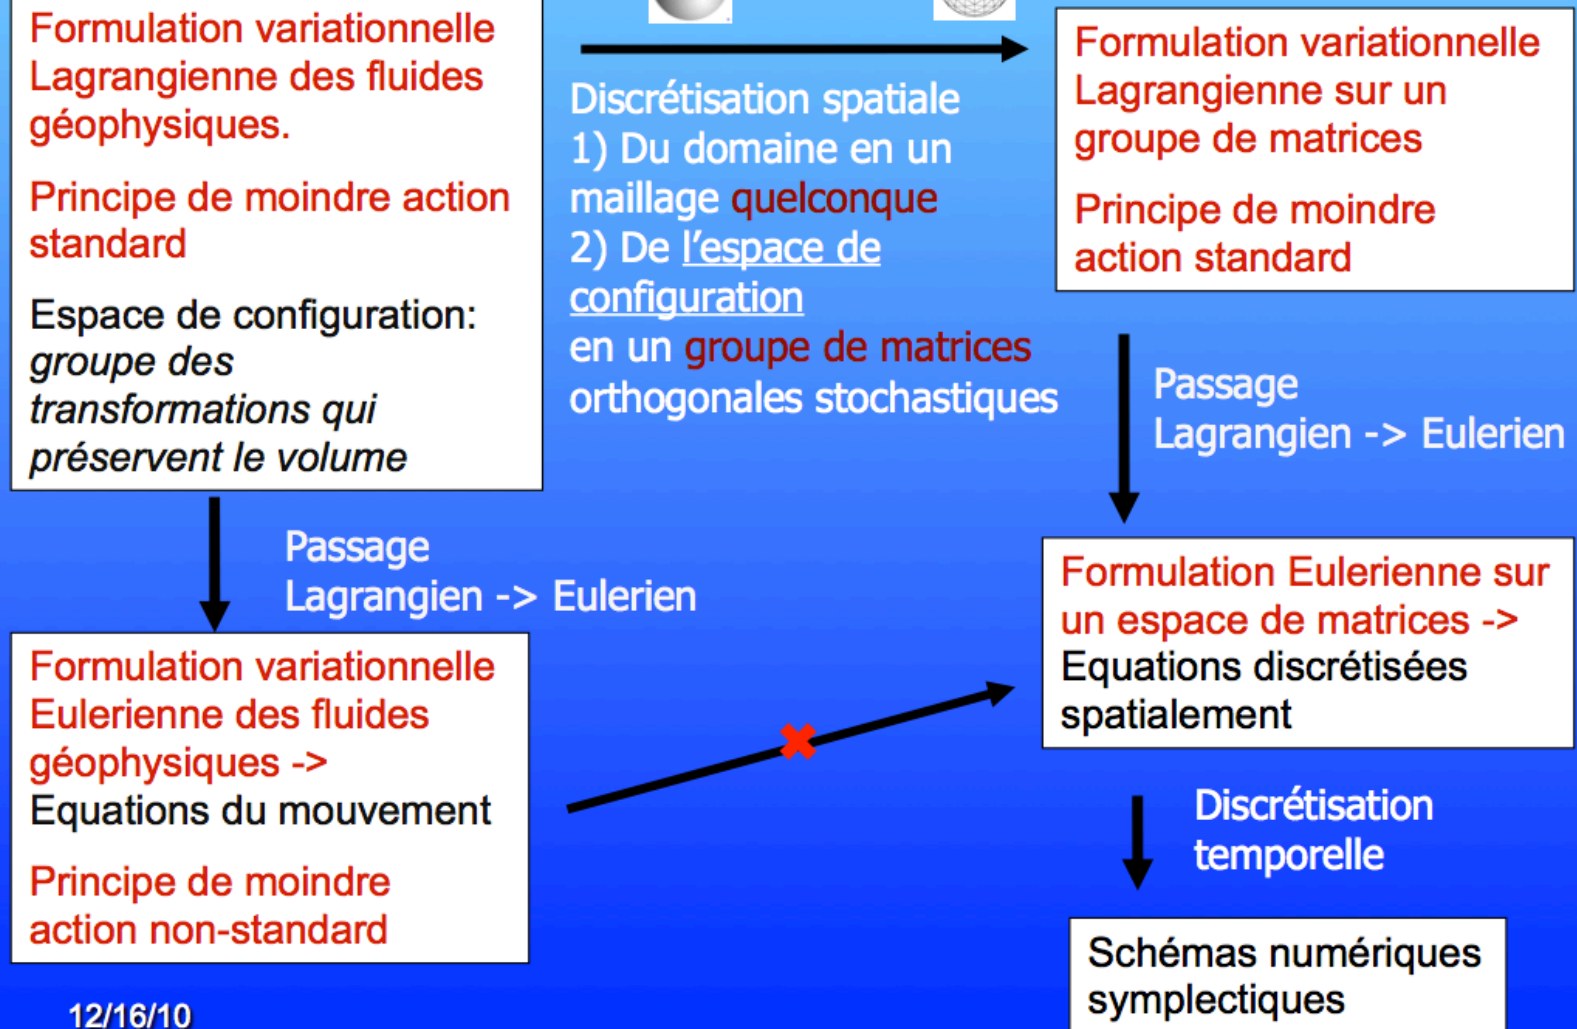 Formulation variationnelle
Lagrangienne des fluides
géophysiques.
Principe de moindre action
standard
Espace de configuration:
groupe des
transformations qui
préservent le volume
Discrétisation spatiale
1) Du domaine en un
maillage quelconque
2) De l'espace de
configuration
en un groupe de matrices
orthogonales stochastiques
Formulation variationnelle
Lagrangienne sur un
groupe de matrices
Principe de moindre
action standard
Passage
Lagrangien -> Eulerien
Passage
Lagrangien -> Eulerien
Formulation variationnelle
Eulerienne des fluides
géophysiques ->
Equations du mouvement
Principe de moindre
action non-standard
Formulation Eulerienne sur
un espace de matrices ->
Equations discrétisées
spatialement
Discrétisation
temporelle
Schémas numériques
symplectiques
12/16/10